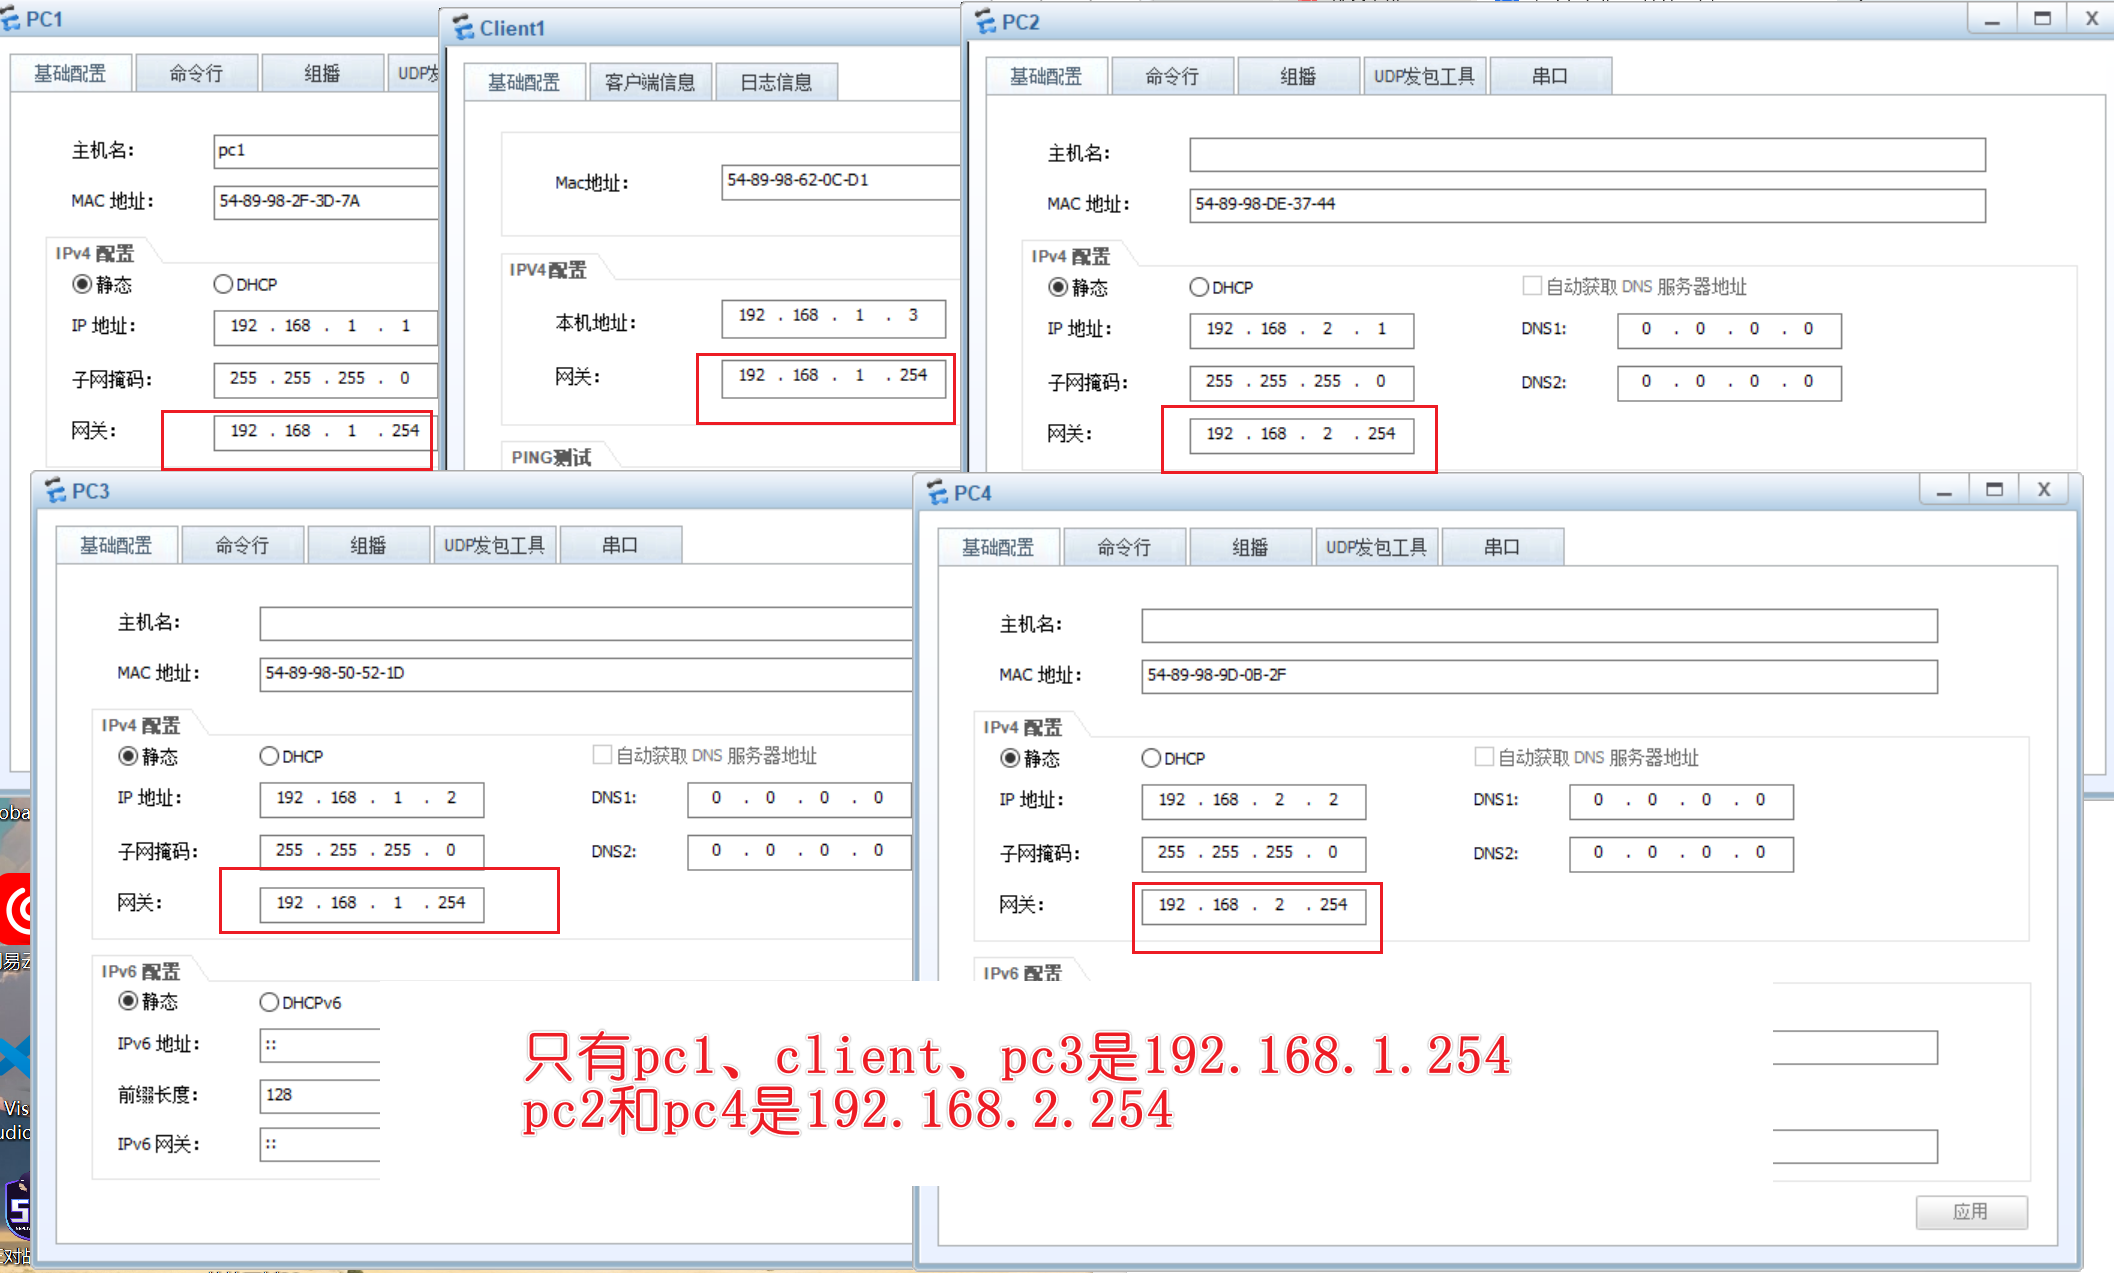 PC1
基础配置 命令行 组播 UDP发
主机名: pc1
MAC 地址: 54-89-98-2F-3D-7A
IPv4 配置
静态 DHCP
IP 地址: 192 . 168 . 1 . 1
子网掩码: 255 . 255 . 255 . 0
网关: 192 . 168 . 1 . 254
Client1
基础配置 客户端信息 日志信息
Mac地址: 54-89-98-62-0C-D1
IPV4配置
本机地址: 192 . 168 . 1 . 3
网关: 192 . 168 . 1 . 254
PING测试
PC2
基础配置 命令行 组播 UDP发包工具 串口
主机名:
MAC 地址: 54-89-98-DE-37-44
IPv4 配置
静态 DHCP 自动获取 DNS 服务器地址
IP 地址: 192 . 168 . 2 . 1 DNS1: 0 . 0 . 0 . 0
子网掩码: 255 . 255 . 255 . 0 DNS2: 0 . 0 . 0 . 0
网关: 192 . 168 . 2 . 254
PC3
基础配置 命令行 组播 UDP发包工具 串口
主机名:
MAC 地址: 54-89-98-50-52-1D
IPv4 配置
静态 DHCP 自动获取 DNS 服务器地址
IP 地址: 192 . 168 . 1 . 2 DNS1: 0 . 0 . 0 . 0
子网掩码: 255 . 255 . 255 . 0 DNS2: 0 . 0 . 0 . 0
网关: 192 . 168 . 1 . 254
IPv6 配置
静态 DHCPv6
IPv6 地址: ::
前缀长度: 128
IPv6 网关: ::
PC4
基础配置 命令行 组播 UDP发包工具 串口
主机名:
MAC 地址: 54-89-98-9D-0B-2F
IPv4 配置
静态 DHCP 自动获取 DNS 服务器地址
IP 地址: 192 . 168 . 2 . 2 DNS1: 0 . 0 . 0 . 0
子网掩码: 255 . 255 . 255 . 0 DNS2: 0 . 0 . 0 . 0
网关: 192 . 168 . 2 . 254
IPv6 配置
应用
只有pc1、client、pc3是192.168.1.254
pc2和pc4是192.168.2.254
oba
易云
Vis
udio
对战